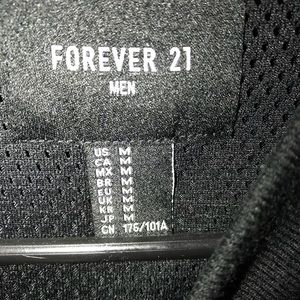 FOREVER 21
MEN
US M
CA M
MX M
BR M
EU M
UK M
KR M
JP M
CN 175/101A